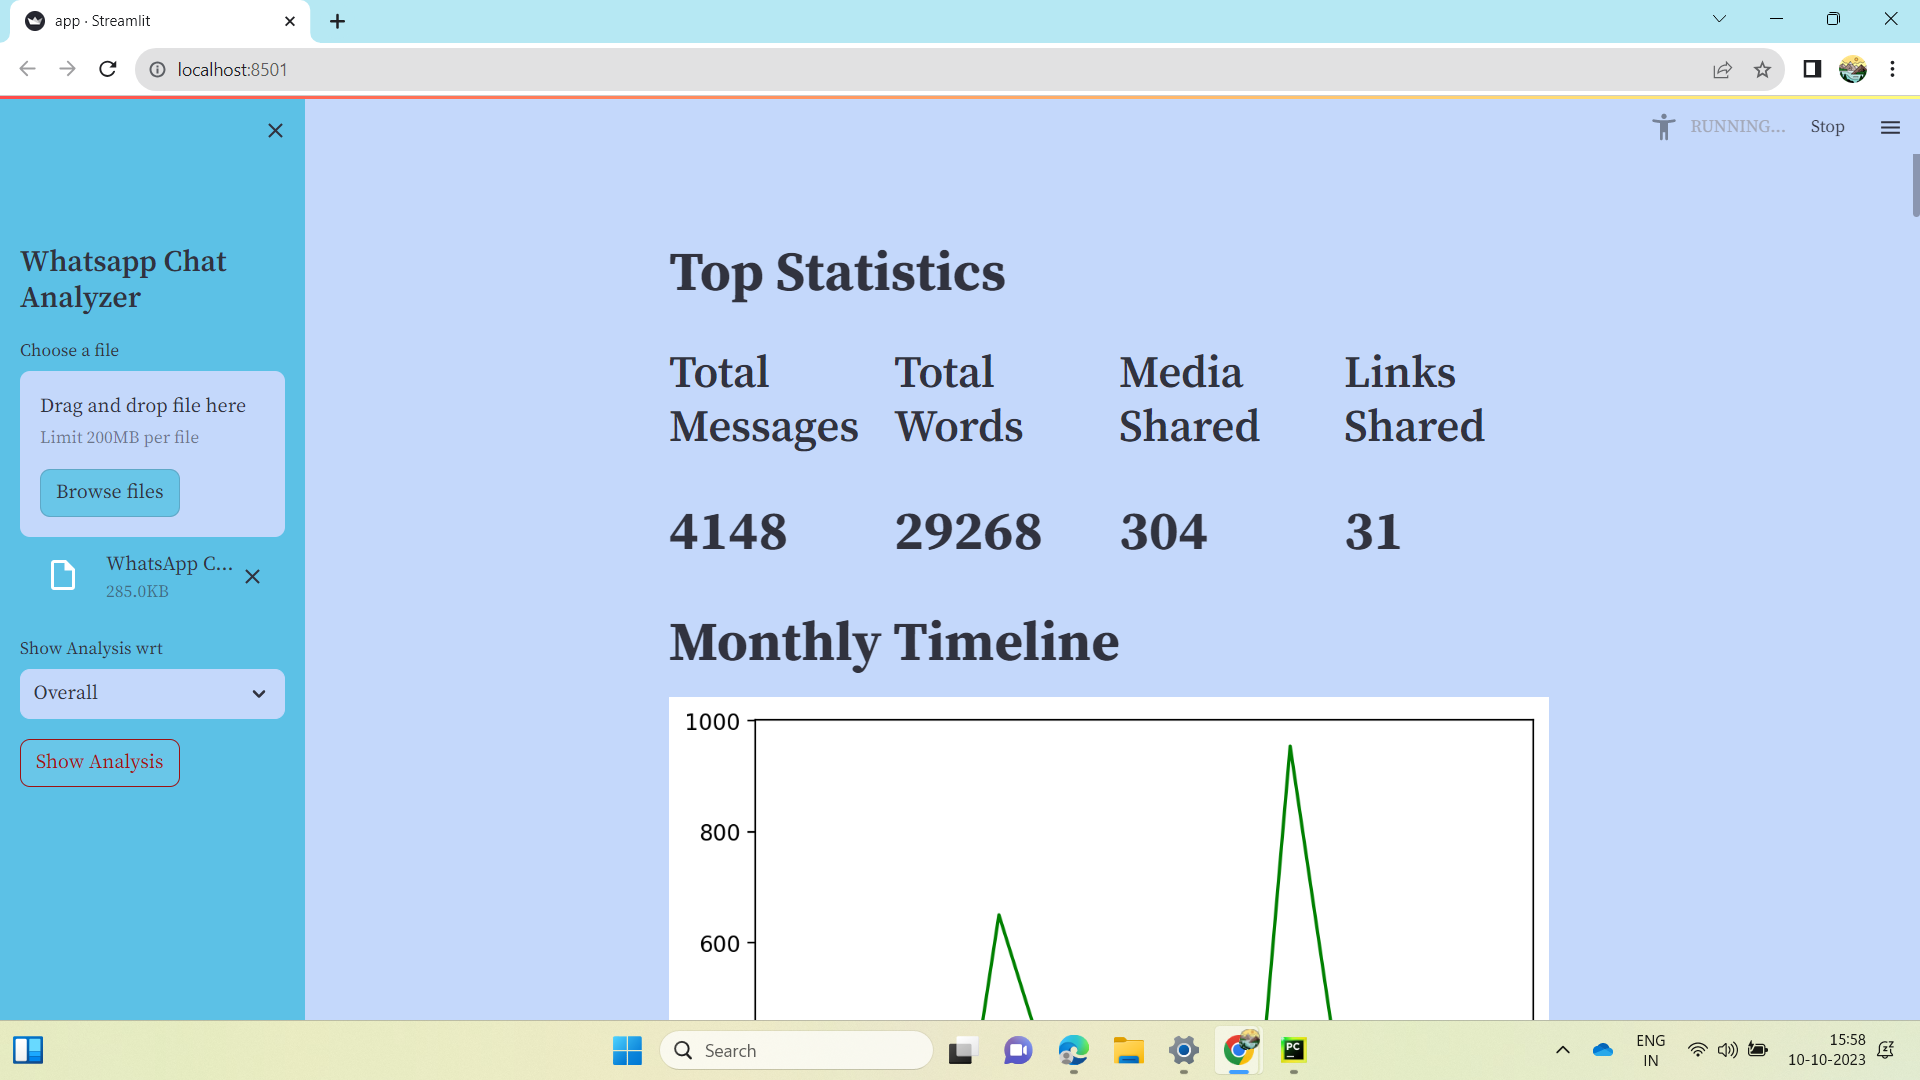 app · Streamlit
localhost:8501
RUNNING...
Stop
Whatsapp Chat
Analyzer
Choose a file
Drag and drop file here
Limit 200MB per file
Browse files
WhatsApp C...
285.0KB
Show Analysis wrt
Overall
Show Analysis
Top Statistics
Total Messages
Total Words
Media Shared
Links Shared
4148
29268
304
31
Monthly Timeline
1000
800
600
Search
PC
ENG
IN
15:58
10-10-2023